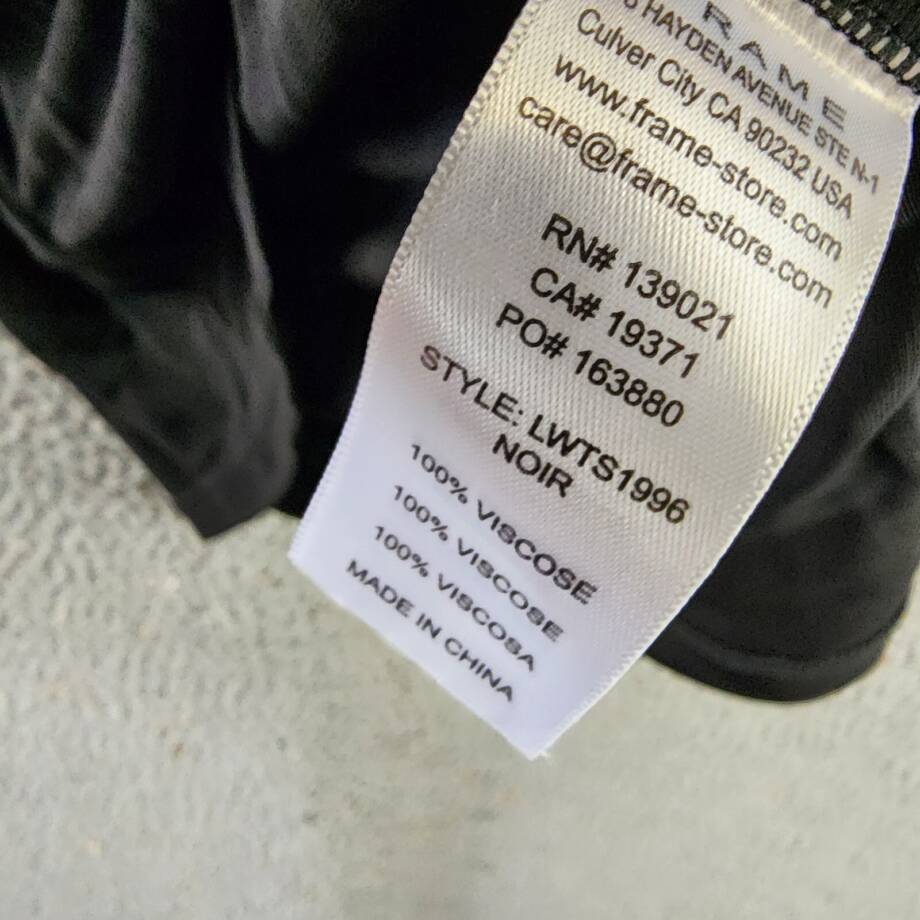 FRAME
HAYDEN AVENUE STE N-1
Culver City CA 90232 USA
www.frame-store.com
care@frame-store.com
RN# 139021
CA# 19371
PO# 163880
STYLE: LWTS1996
NOIR
100% VISCOSE
100% VISCOSE
100% VISCOSA
MADE IN CHINA